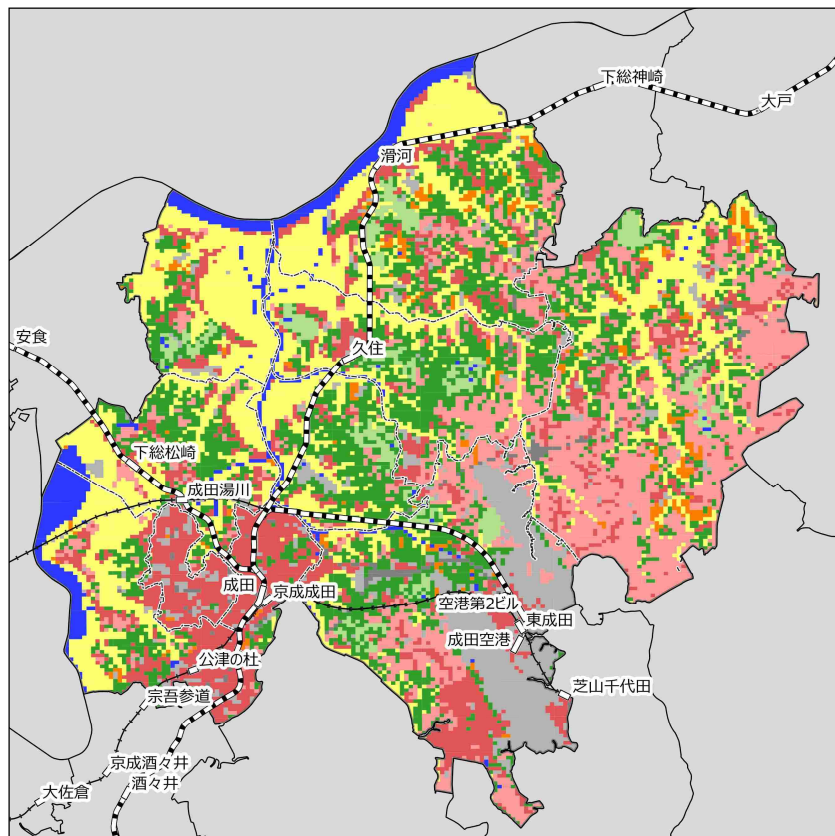 下総神崎
大戸
滑河
安食
久住
下総松崎
成田湯川
成田
京成成田
空港第2ビル
東成田
成田空港
公津の杜
芝山千代田
宗吾参道
京成酒々井
酒々井
大佐倉